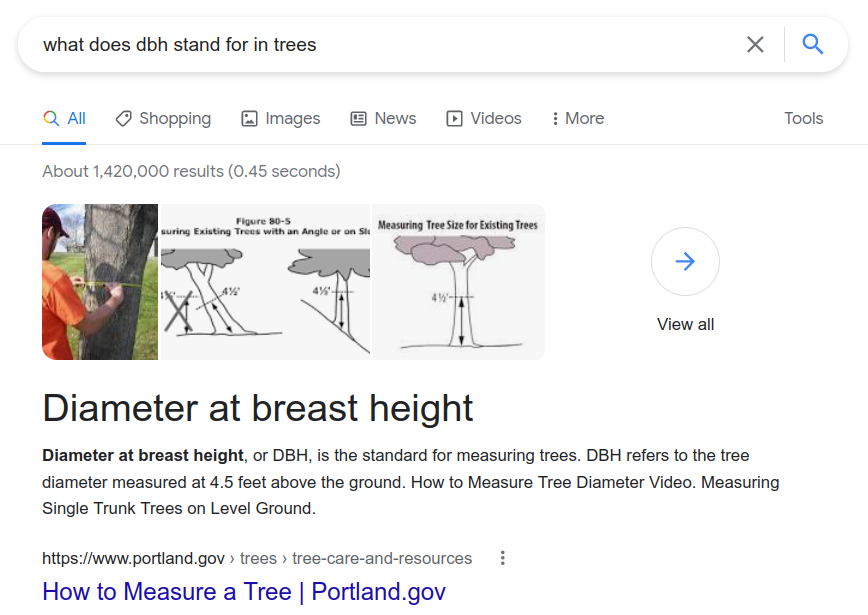 what does dbh stand for in trees
All Shopping Images News Videos More Tools
About 1,420,000 results (0.45 seconds)
Figure 80-5
suring Existing Trees with an Angle or on Sl
4½'
4½'
Measuring Tree Size for Existing Trees
4½'
View all
Diameter at breast height
Diameter at breast height, or DBH, is the standard for measuring trees. DBH refers to the tree
diameter measured at 4.5 feet above the ground. How to Measure Tree Diameter Video. Measuring
Single Trunk Trees on Level Ground.
https://www.portland.gov › trees › tree-care-and-resources
How to Measure a Tree | Portland.gov